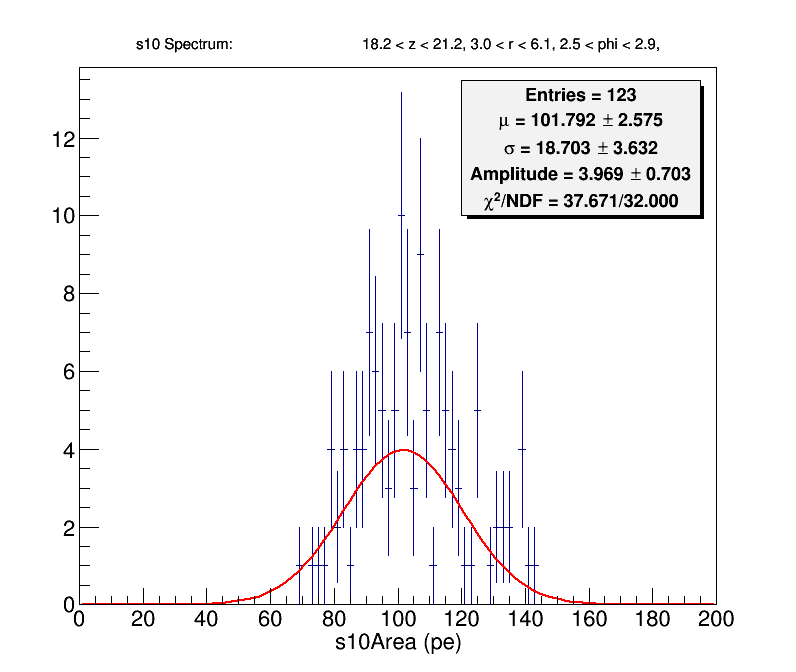 s10 Spectrum: 18.2 < z < 21.2, 3.0 < r < 6.1, 2.5 < phi < 2.9,
Entries = 123
μ = 101.792 ± 2.575
σ = 18.703 ± 3.632
Amplitude = 3.969 ± 0.703
χ²/NDF = 37.671/32.000
12
10
8
6
4
2
0
0 20 40 60 80 100 120 140 160 180 200
s10Area (pe)